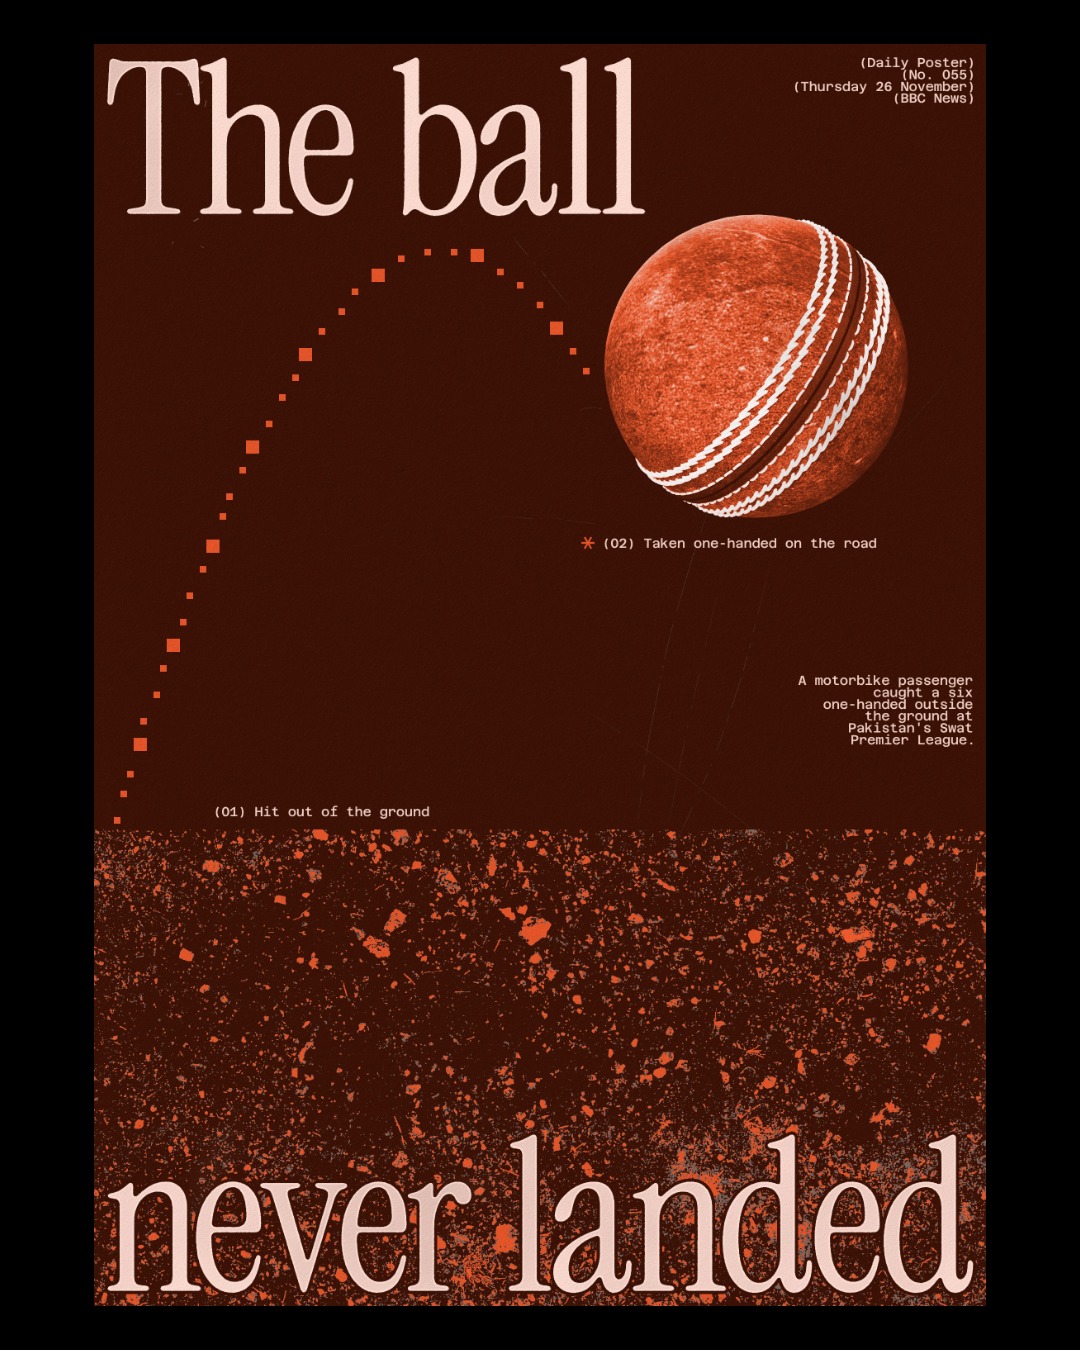 The ball
(Daily Poster)
(No. 055)
(Thursday 26 November)
(BBC News)
(02) Taken one-handed on the road
A motorbike passenger
caught a six
one-handed outside
the ground at
Pakistan's Swat
Premier League.
(01) Hit out of the ground
never landed